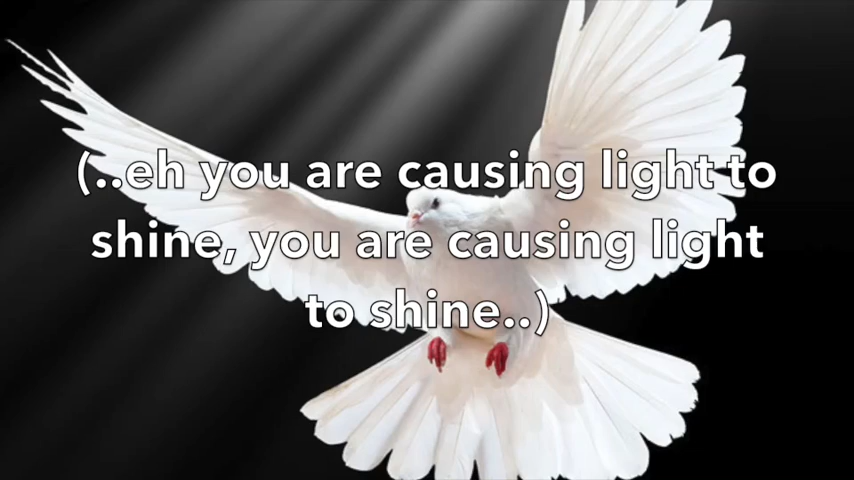 (..eh you are causing light to
shine, you are causing light
to shine..)